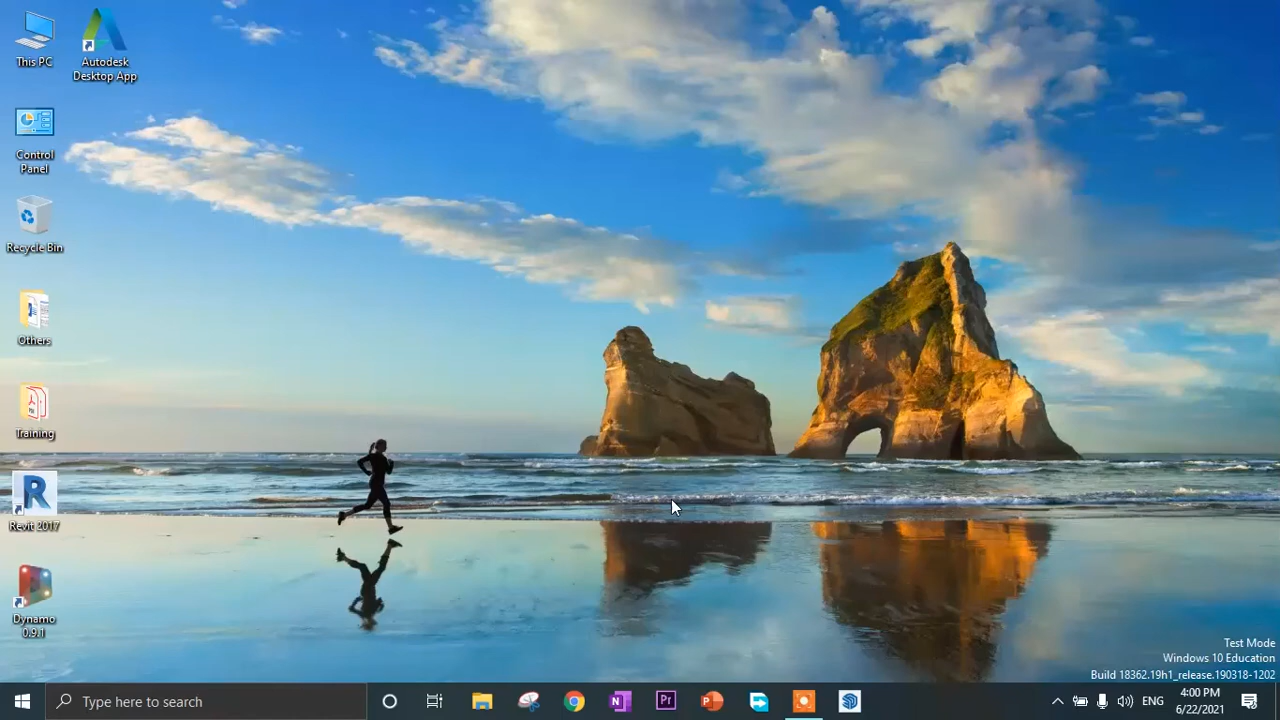 This PC
Autodesk
Desktop App
Control
Panel
Recycle Bin
Others
Training
Revit 2017
Dynamo
0.9.1
Test Mode
Windows 10 Education
Build 18362.19h1_release.190318-1202
Type here to search
ENG
4:00 PM
6/22/2021